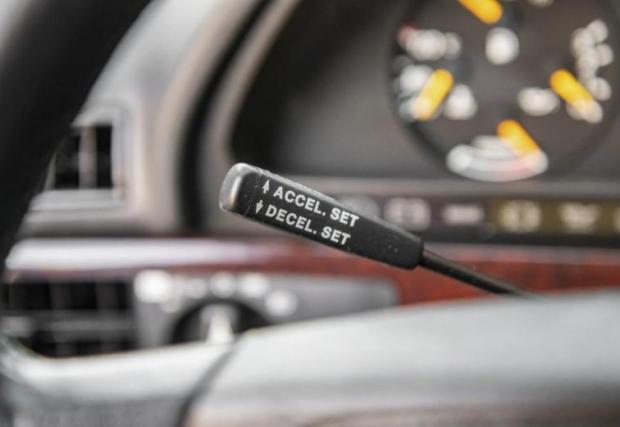 ↑ ACCEL. SET
↓ DECEL. SET